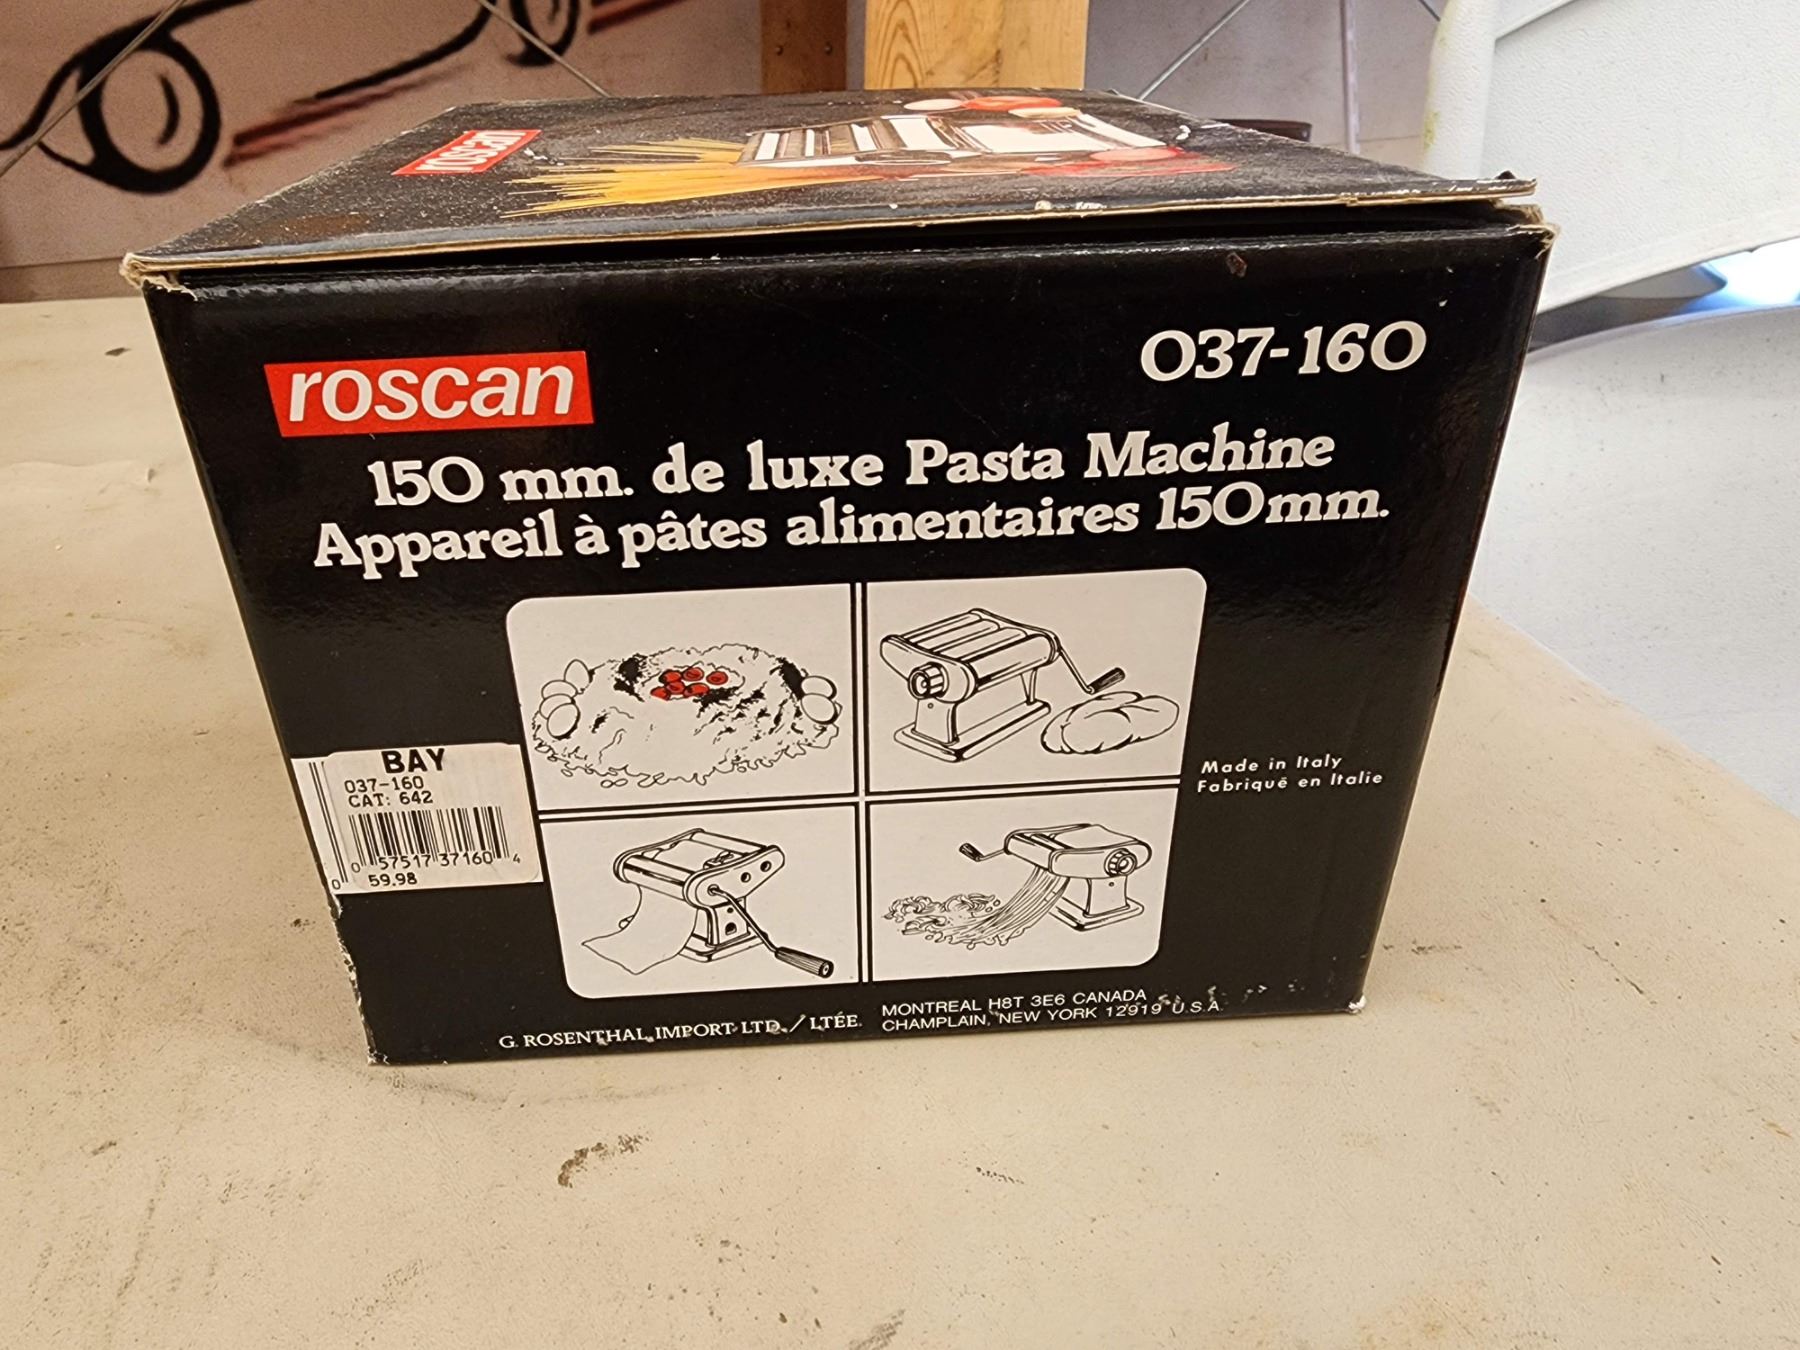 roscan
roscan
037-160
150 mm. de luxe Pasta Machine
Appareil à pâtes alimentaires 150mm.
BAY
037-160
CAT: 642
0 57517 37160 4
0
59.98
Made in Italy
Fabriqué en Italie
G. ROSENTHAL IMPORT LTD. / LTÉE.
MONTREAL H8T 3E6 CANADA
CHAMPLAIN, NEW YORK 12919 U.S.A.